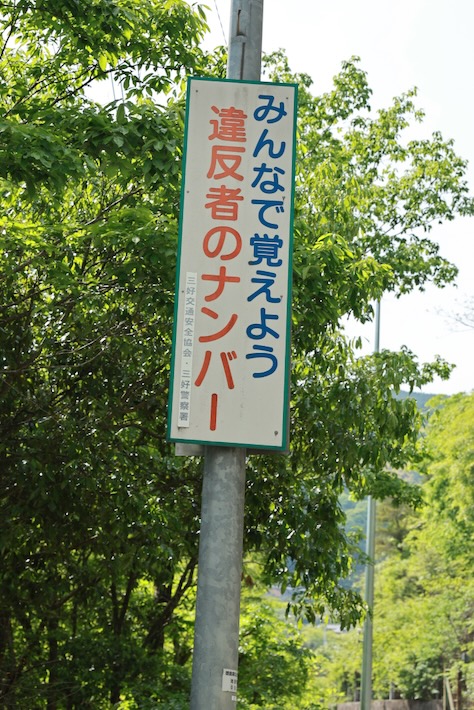 みんなで覚えよう
違反者のナンバー
三好交通安全協会・三好警察署